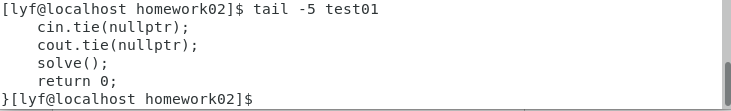 [lyf@localhost homework02]$ tail -5 test01
    cin.tie(nullptr);
    cout.tie(nullptr);
    solve();
    return 0;
}[lyf@localhost homework02]$